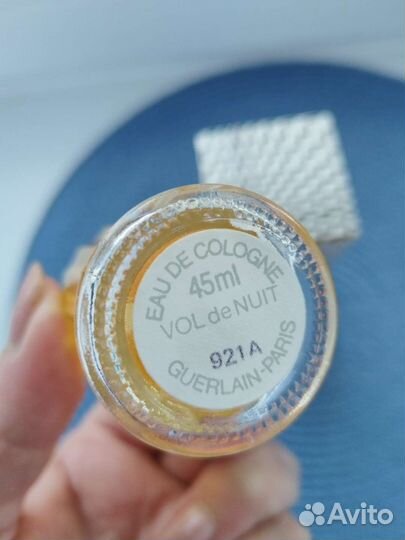 EAU DE COLOGNE
45ml
VOL de NUIT
921A
GUERLAIN-PARIS
Avito